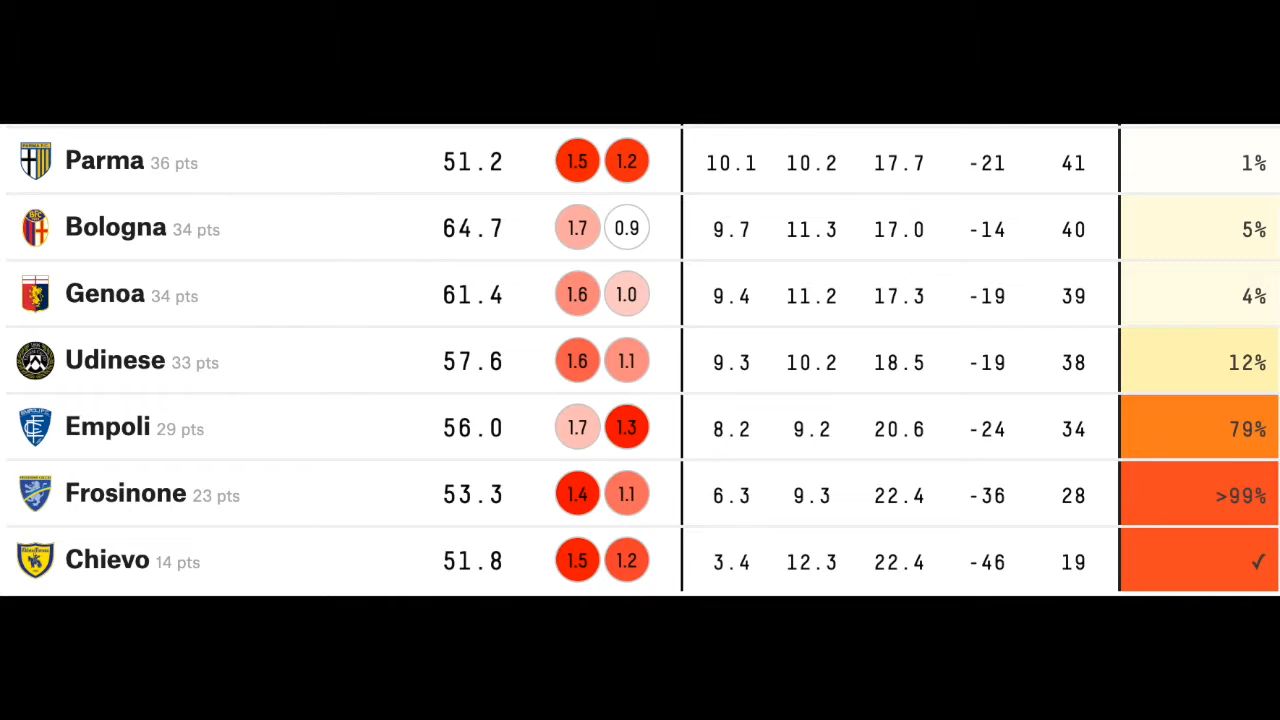 Parma 36 pts 51.2 1.5 1.2 10.1 10.2 17.7 -21 41 1%
Bologna 34 pts 64.7 1.7 0.9 9.7 11.3 17.0 -14 40 5%
Genoa 34 pts 61.4 1.6 1.0 9.4 11.2 17.3 -19 39 4%
Udinese 33 pts 57.6 1.6 1.1 9.3 10.2 18.5 -19 38 12%
Empoli 29 pts 56.0 1.7 1.3 8.2 9.2 20.6 -24 34 79%
Frosinone 23 pts 53.3 1.4 1.1 6.3 9.3 22.4 -36 28 >99%
Chievo 14 pts 51.8 1.5 1.2 3.4 12.3 22.4 -46 19 ✓